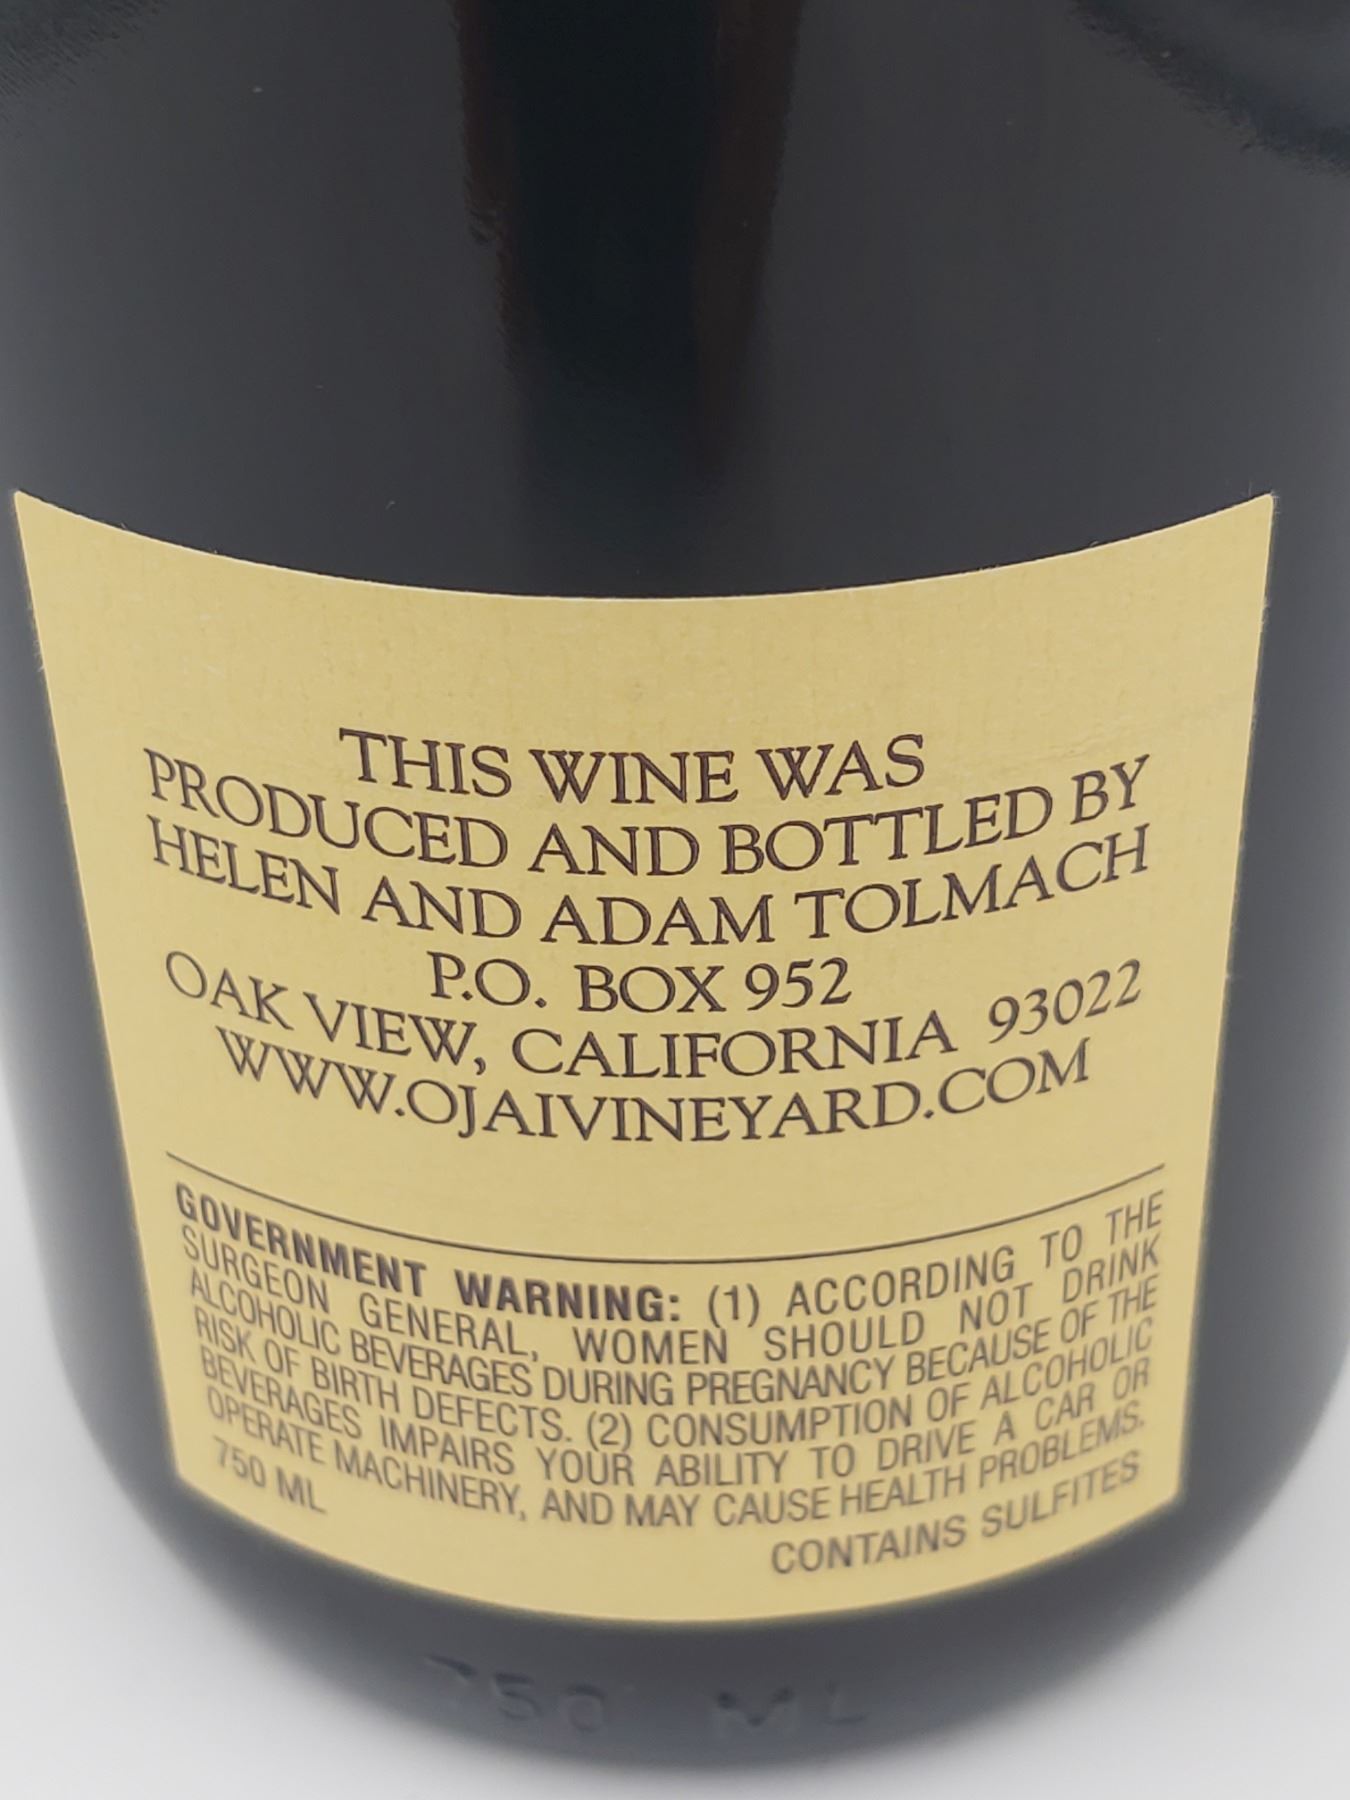 THIS WINE WAS
PRODUCED AND BOTTLED BY
HELEN AND ADAM TOLMACH
P.O. BOX 952
OAK VIEW, CALIFORNIA 93022
WWW.OJAIVINEYARD.COM
GOVERNMENT WARNING: (1) ACCORDING TO THE
SURGEON GENERAL, WOMEN SHOULD NOT DRINK
ALCOHOLIC BEVERAGES DURING PREGNANCY BECAUSE OF THE
RISK OF BIRTH DEFECTS. (2) CONSUMPTION OF ALCOHOLIC
BEVERAGES IMPAIRS YOUR ABILITY TO DRIVE A CAR OR
OPERATE MACHINERY, AND MAY CAUSE HEALTH PROBLEMS.
750 ML CONTAINS SULFITES
750 ML